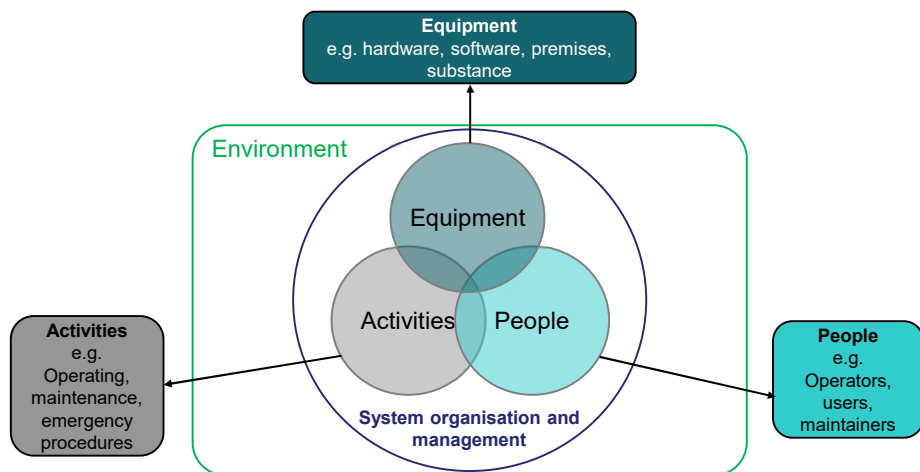 Equipment
e.g. hardware, software, premises,
substance
Environment
Equipment
Activities
People
System organisation and
management
Activities
e.g.
Operating,
maintenance,
emergency
procedures
People
e.g.
Operators,
users,
maintainers